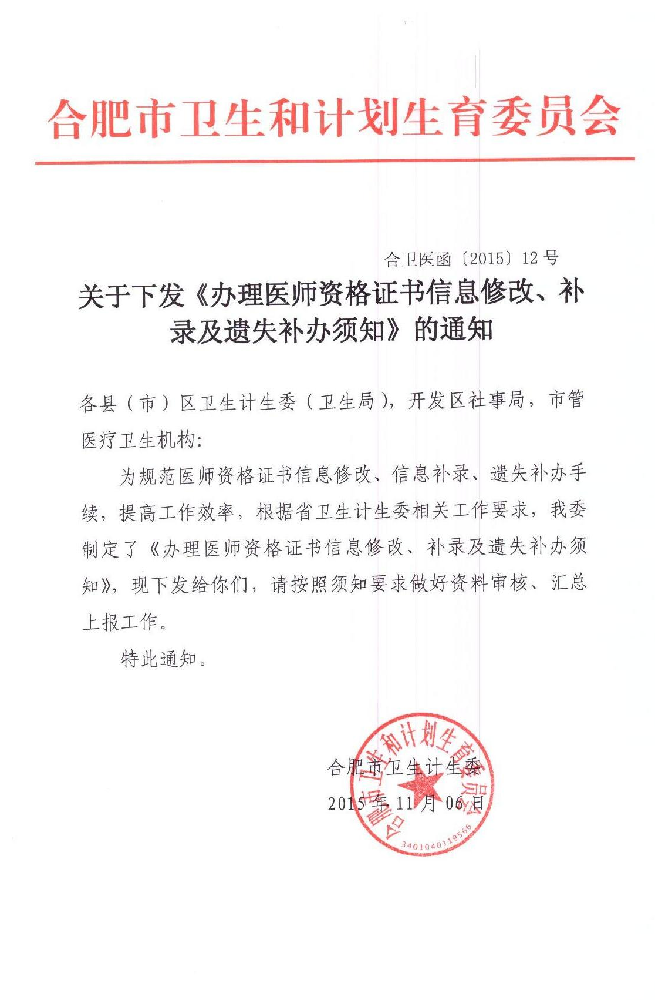 合肥市卫生和计划生育委员会
合卫医函〔2015〕12号
关于下发《办理医师资格证书信息修改、补
录及遗失补办须知》的通知
各县（市）区卫生计生委（卫生局），开发区社事局，市管
医疗卫生机构：
为规范医师资格证书信息修改、信息补录、遗失补办手
续，提高工作效率，根据省卫生计生委相关工作要求，我委
制定了《办理医师资格证书信息修改、补录及遗失补办须
知》，现下发给你们，请按照须知要求做好资料审核、汇总
上报工作。
特此通知。
合肥市卫生计生委
2015年11月06日
合肥市卫生和计划生育委员会
3401040119566